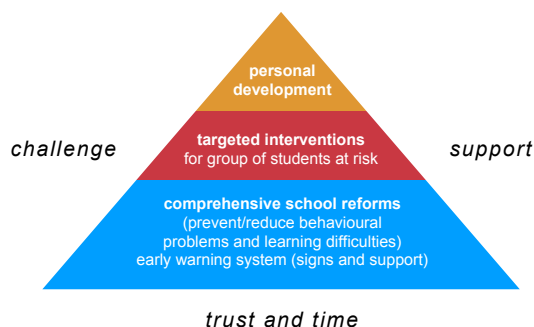 personal
development
challenge
targeted interventions
for group of students at risk
support
comprehensive school reforms
(prevent/reduce behavioural
problems and learning difficulties)
early warning system (signs and support)
trust and time